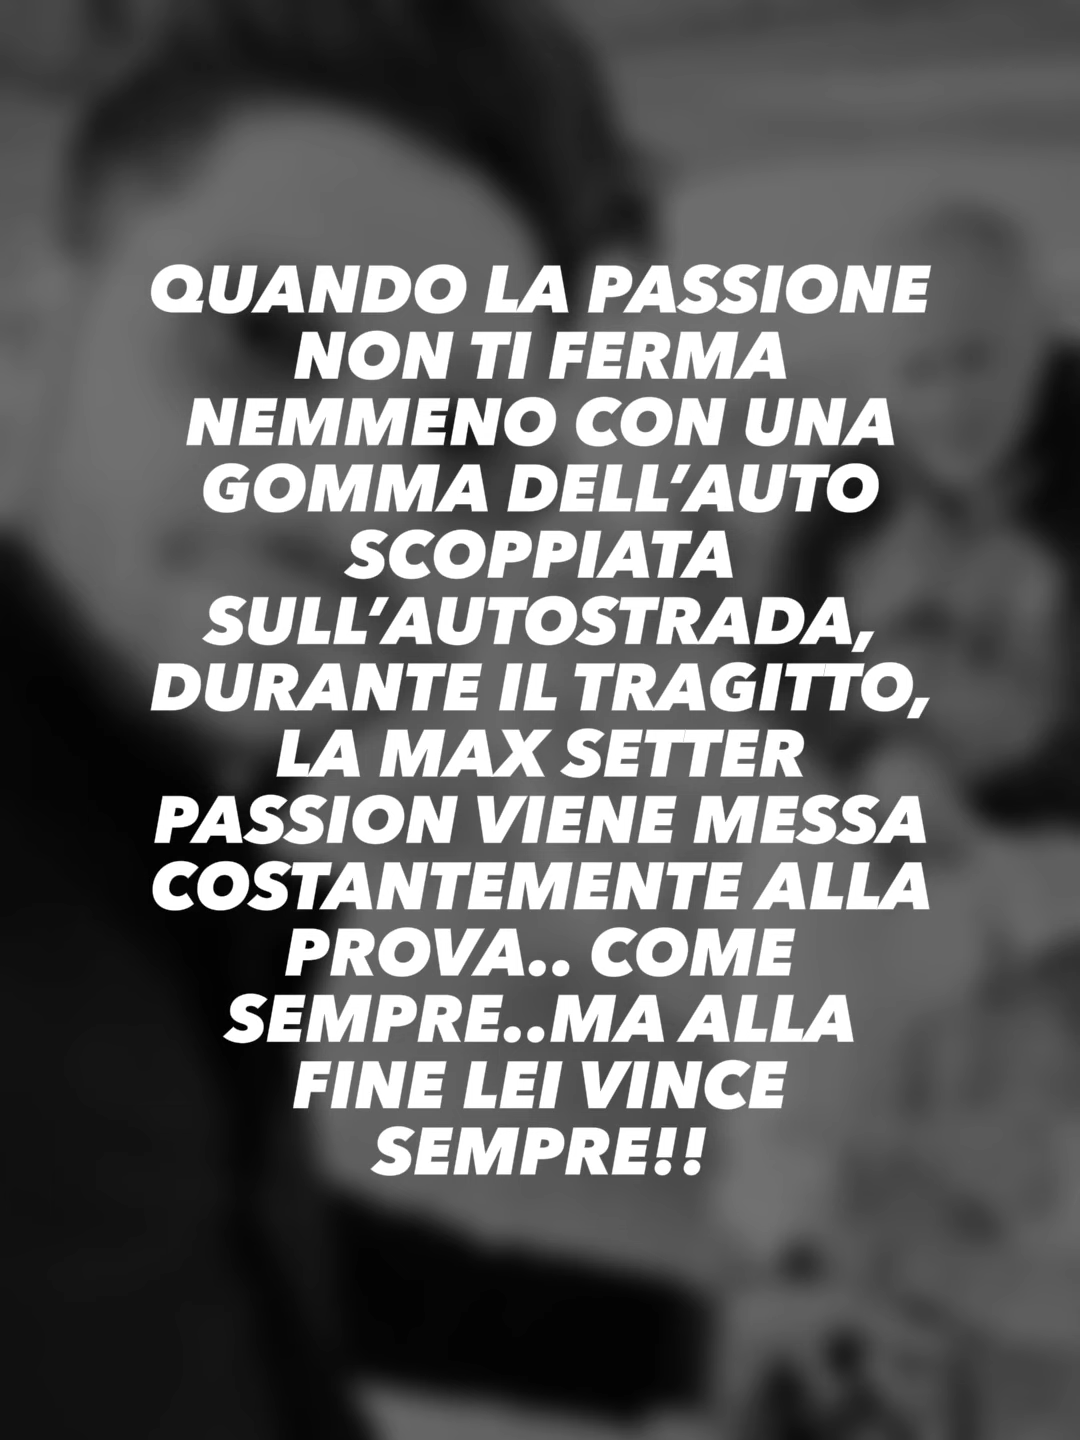 QUANDO LA PASSIONE
NON TI FERMA
NEMMENO CON UNA
GOMMA DELL'AUTO
SCOPPIATA
SULL'AUTOSTRADA,
DURANTE IL TRAGITTO,
LA MAX SETTER
PASSION VIENE MESSA
COSTANTEMENTE ALLA
PROVA.. COME
SEMPRE..MA ALLA
FINE LEI VINCE
SEMPRE!!